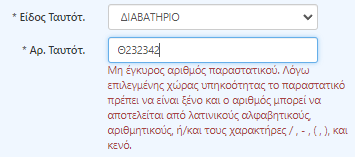 * Είδος Ταυτότ. ΔΙΑΒΑΤΗΡΙΟ
* Αρ. Ταυτότ. Θ232342
Μη έγκυρος αριθμός παραστατικού. Λόγω
επιλεγμένης χώρας υπηκοότητας το παραστατικό
πρέπει να είναι ξένο και ο αριθμός μπορεί να
αποτελείται από λατινικούς αλφαβητικούς,
αριθμητικούς, ή/και τους χαρακτήρες / , - , ( , ), και
κενό.